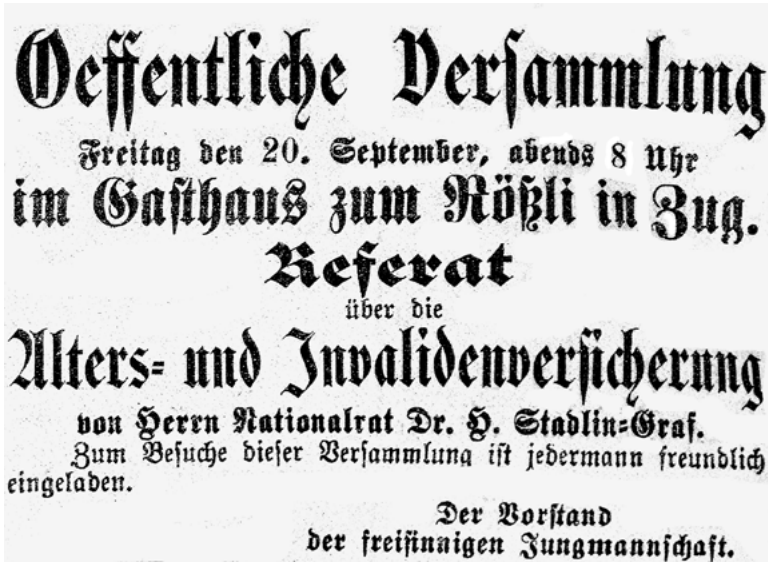 Oeffentliche Versammlung
Freitag den 20. September, abends 8 Uhr
im Gasthaus zum Rößli in Zug.
Referat
über die
Alters- und Invalidenversicherung
von Herrn Nationalrat Dr. H. Stadlin-Graf.
Zum Besuche dieser Versammlung ist jedermann freundlich
eingeladen.
Der Vorstand
der freisinnigen Jungmannschaft.